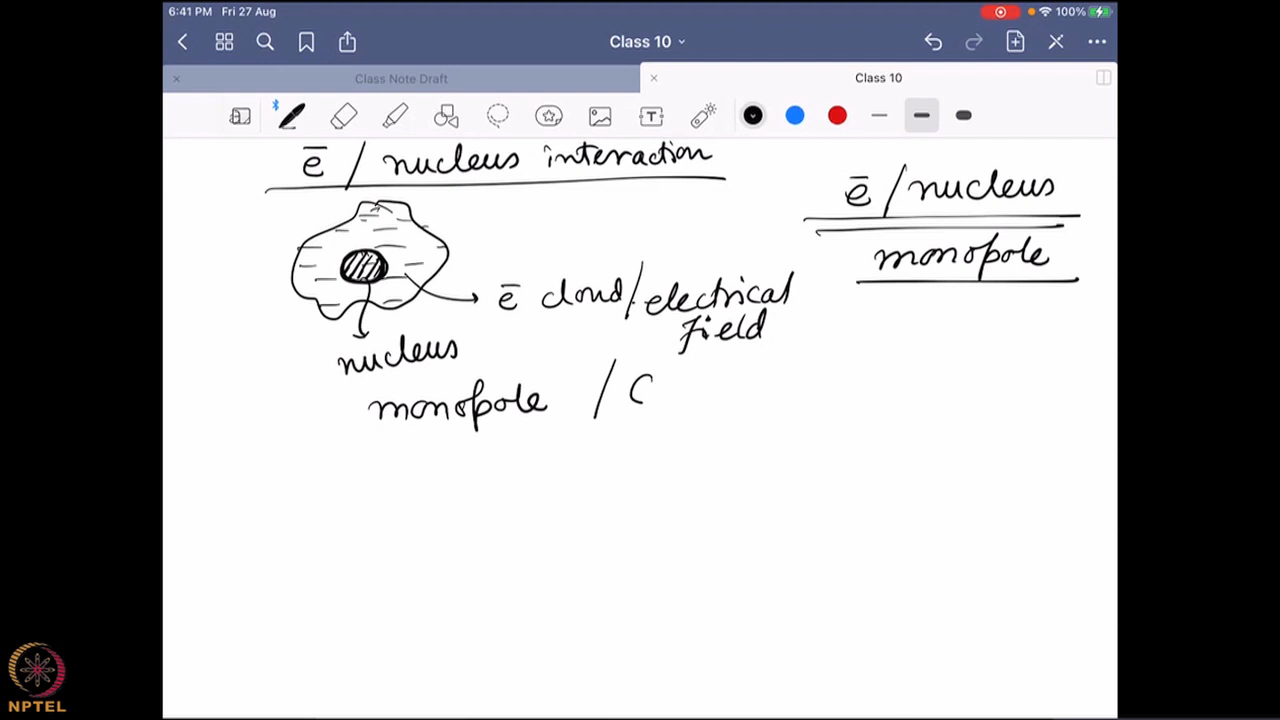 6:41 PM Fri 27 Aug
100%
Class 10
Class Note Draft
Class 10
T
ē / nucleus interaction
ē / nucleus
monopole
ē cloud / electrical
field
nucleus
monopole / C
NPTEL